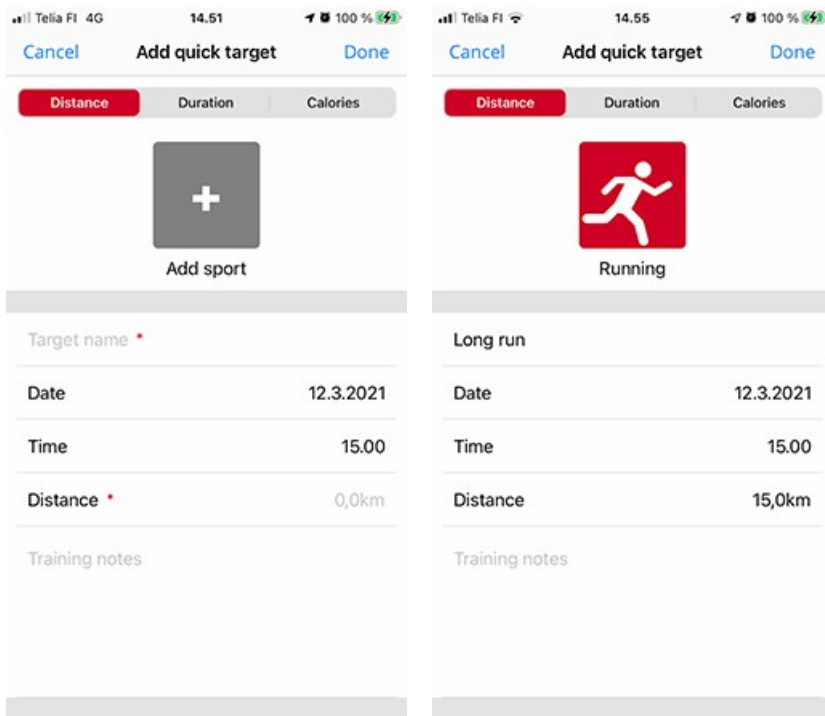 Telia FI 4G 14.51 100 %
Cancel Add quick target Done
Distance Duration Calories
+
Add sport
Target name *
Date 12.3.2021
Time 15.00
Distance * 0,0km
Training notes
Telia FI 14.55 100 %
Cancel Add quick target Done
Distance Duration Calories
Running
Long run
Date 12.3.2021
Time 15.00
Distance 15,0km
Training notes